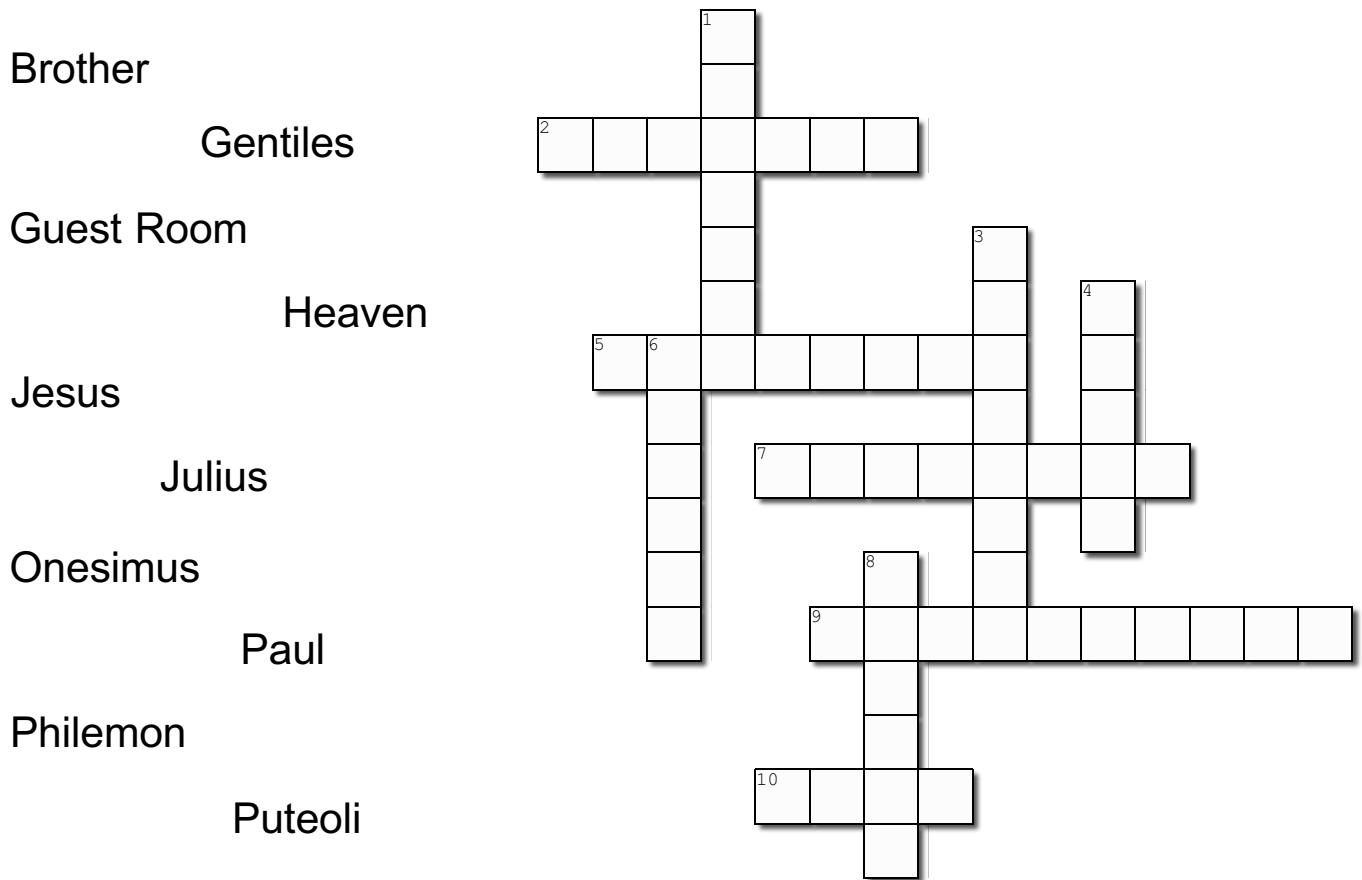 1
Brother
2
Gentiles
Guest Room
3
Heaven
4
5 6
Jesus
7
Julius
8
Onesimus
9
Paul
Philemon
10
Puteoli